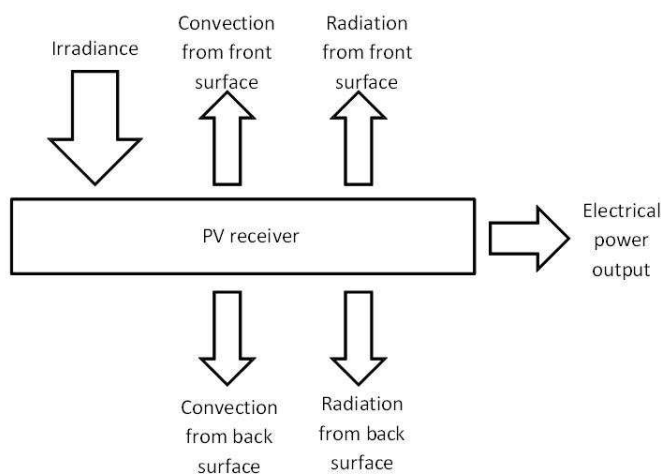 Irradiance
Convection
from front
surface
Radiation
from front
surface
PV receiver
Electrical
power
output
Convection
from back
surface
Radiation
from back
surface